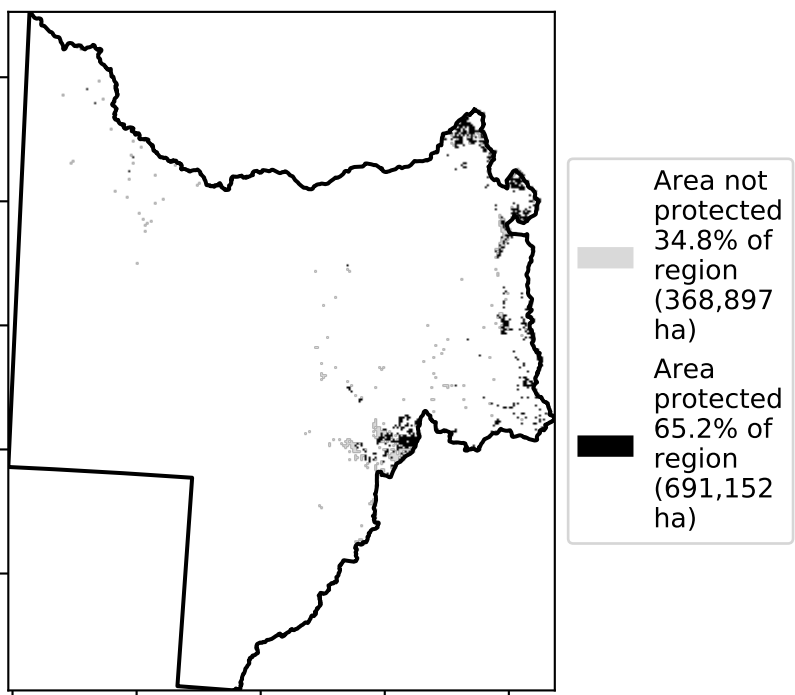 Area not
protected
34.8% of
region
(368,897
ha)
Area
protected
65.2% of
region
(691,152
ha)